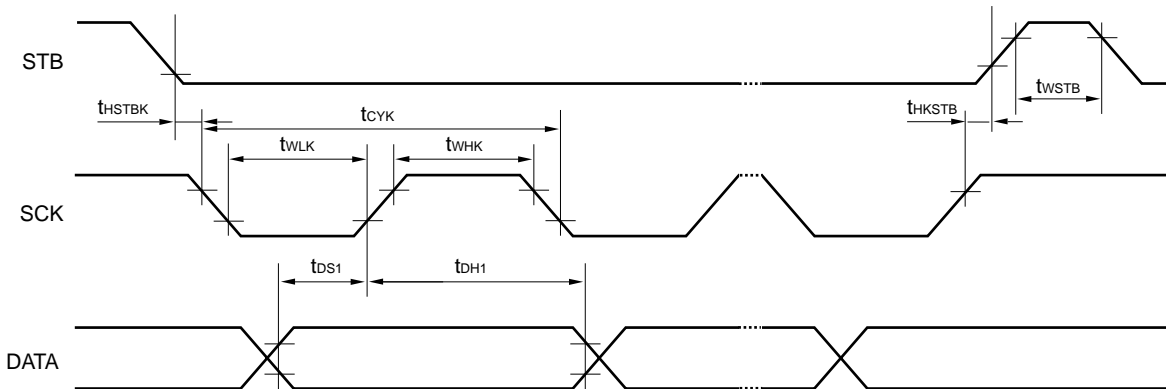 STB
tHSTBK
tCYK
tHKSTB
tWSTB
tWLK
tWHK
SCK
tDS1
tDH1
DATA